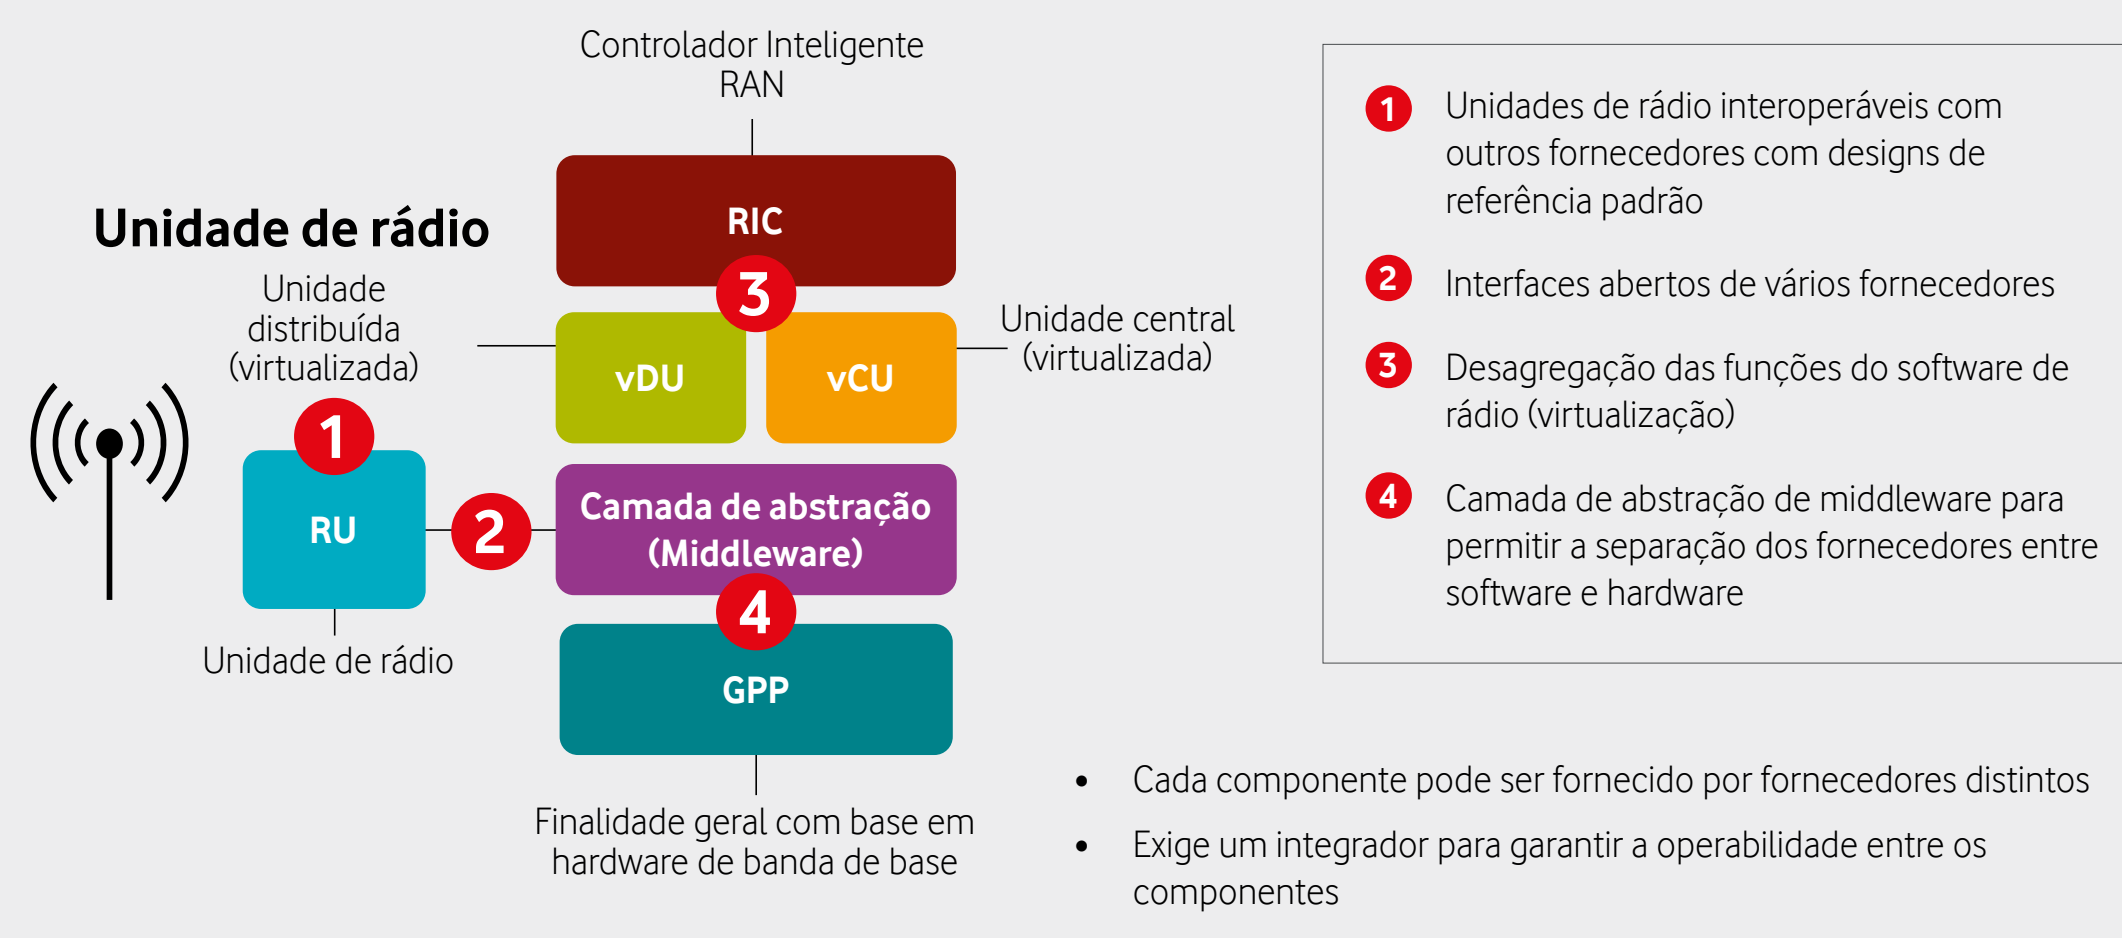 Controlador Inteligente
RAN
RIC
Unidade de rádio
Unidade
distribuída
(virtualizada)
3
Unidade central
(virtualizada)
vDU
vCU
1
RU
2
Camada de abstração
(Middleware)
4
Unidade de rádio
GPP
Finalidade geral com base em
hardware de banda de base
1 Unidades de rádio interoperáveis com
outros fornecedores com designs de
referência padrão
2 Interfaces abertos de vários fornecedores
3 Desagregação das funções do software de
rádio (virtualização)
4 Camada de abstração de middleware para
permitir a separação dos fornecedores entre
software e hardware
• Cada componente pode ser fornecido por fornecedores distintos
• Exige um integrador para garantir a operabilidade entre os
componentes